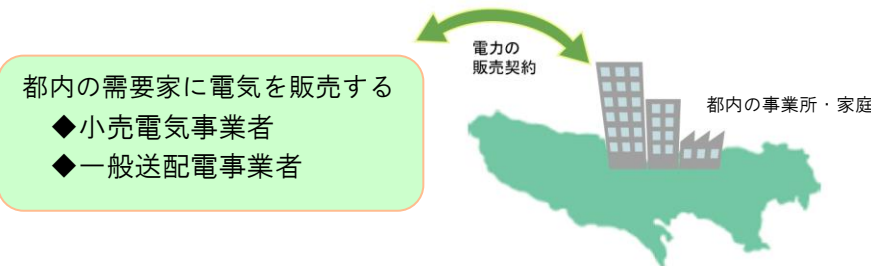 都内の需要家に電気を販売する
◆小売電気事業者
◆一般送配電事業者
電力の
販売契約
都内の事業所・家庭